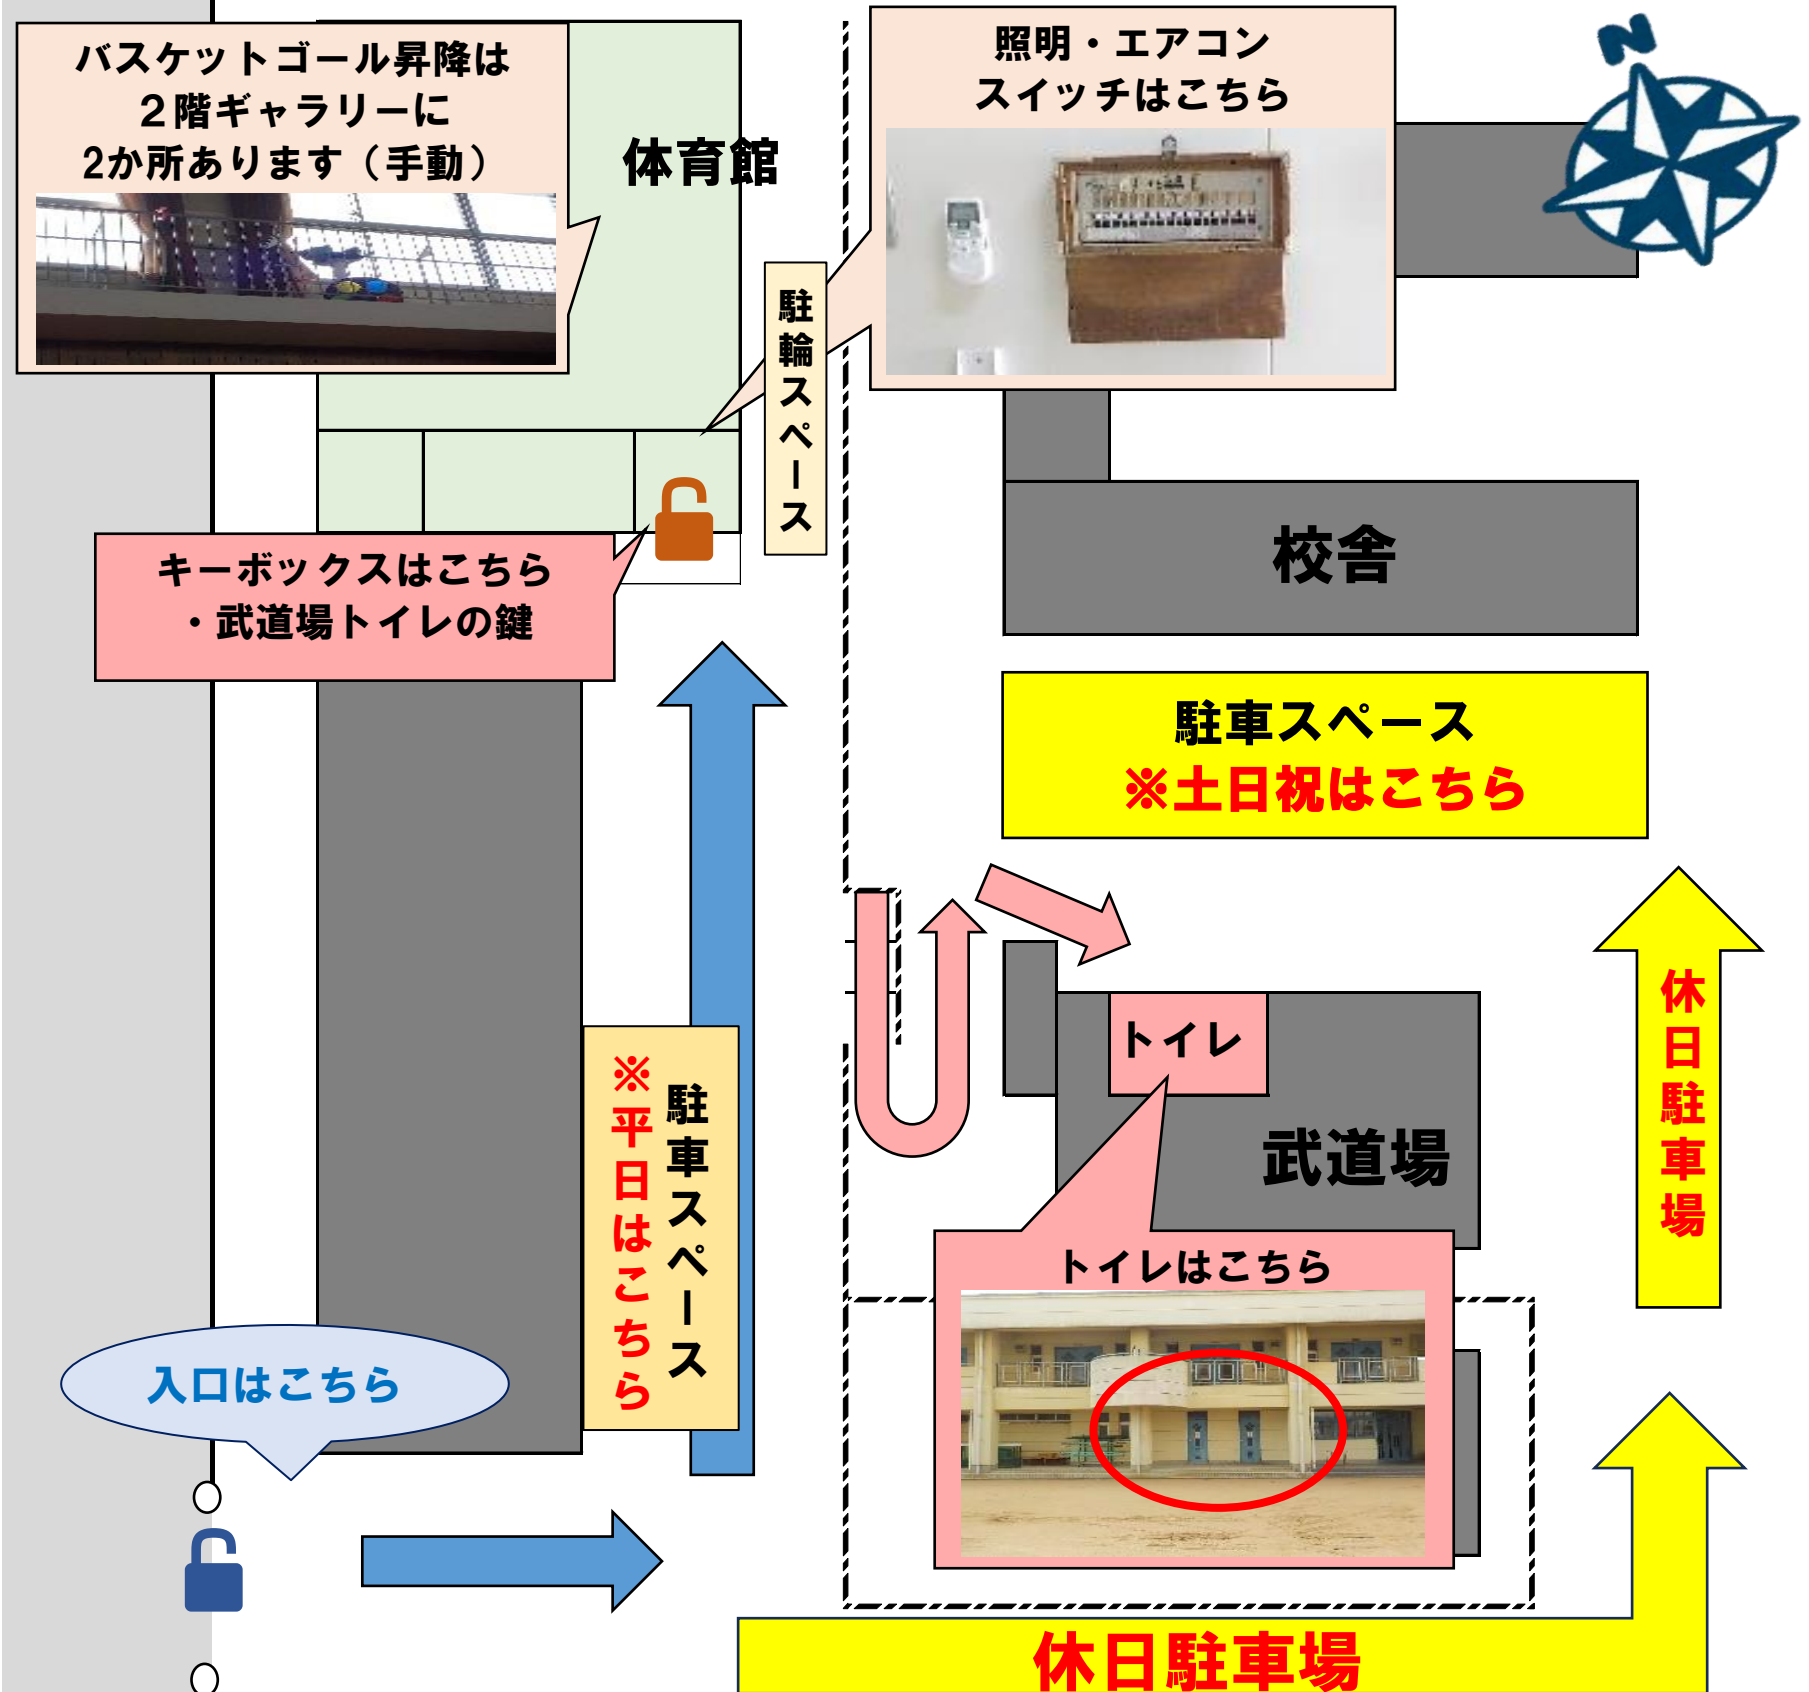 バスケットゴール昇降は
２階ギャラリーに
2か所あります（手動）
体育館
照明・エアコン
スイッチはこちら
N
駐輪スペース
キーボックスはこちら
・武道場トイレの鍵
校舎
駐車スペース
※土日祝はこちら
トイレ
武道場
休日駐車場
駐車スペース
※平日はこちら
トイレはこちら
入口はこちら
休日駐車場